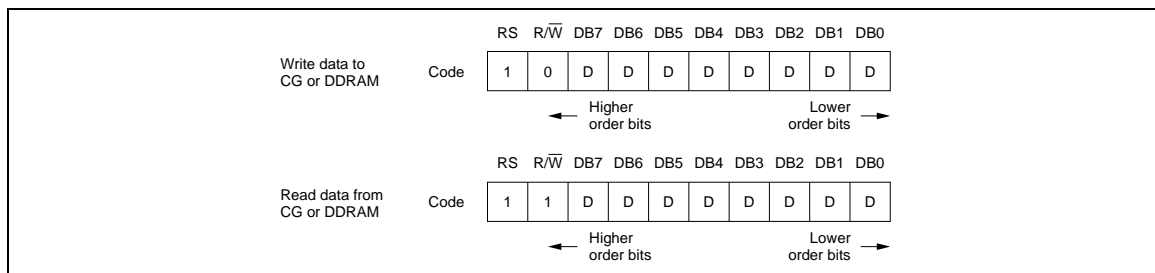 RS R/W̅ DB7 DB6 DB5 DB4 DB3 DB2 DB1 DB0
Write data to
CG or DDRAM
Code 1 0 D D D D D D D D
Higher
order bits
Lower
order bits
RS R/W̅ DB7 DB6 DB5 DB4 DB3 DB2 DB1 DB0
Read data from
CG or DDRAM
Code 1 1 D D D D D D D D
Higher
order bits
Lower
order bits